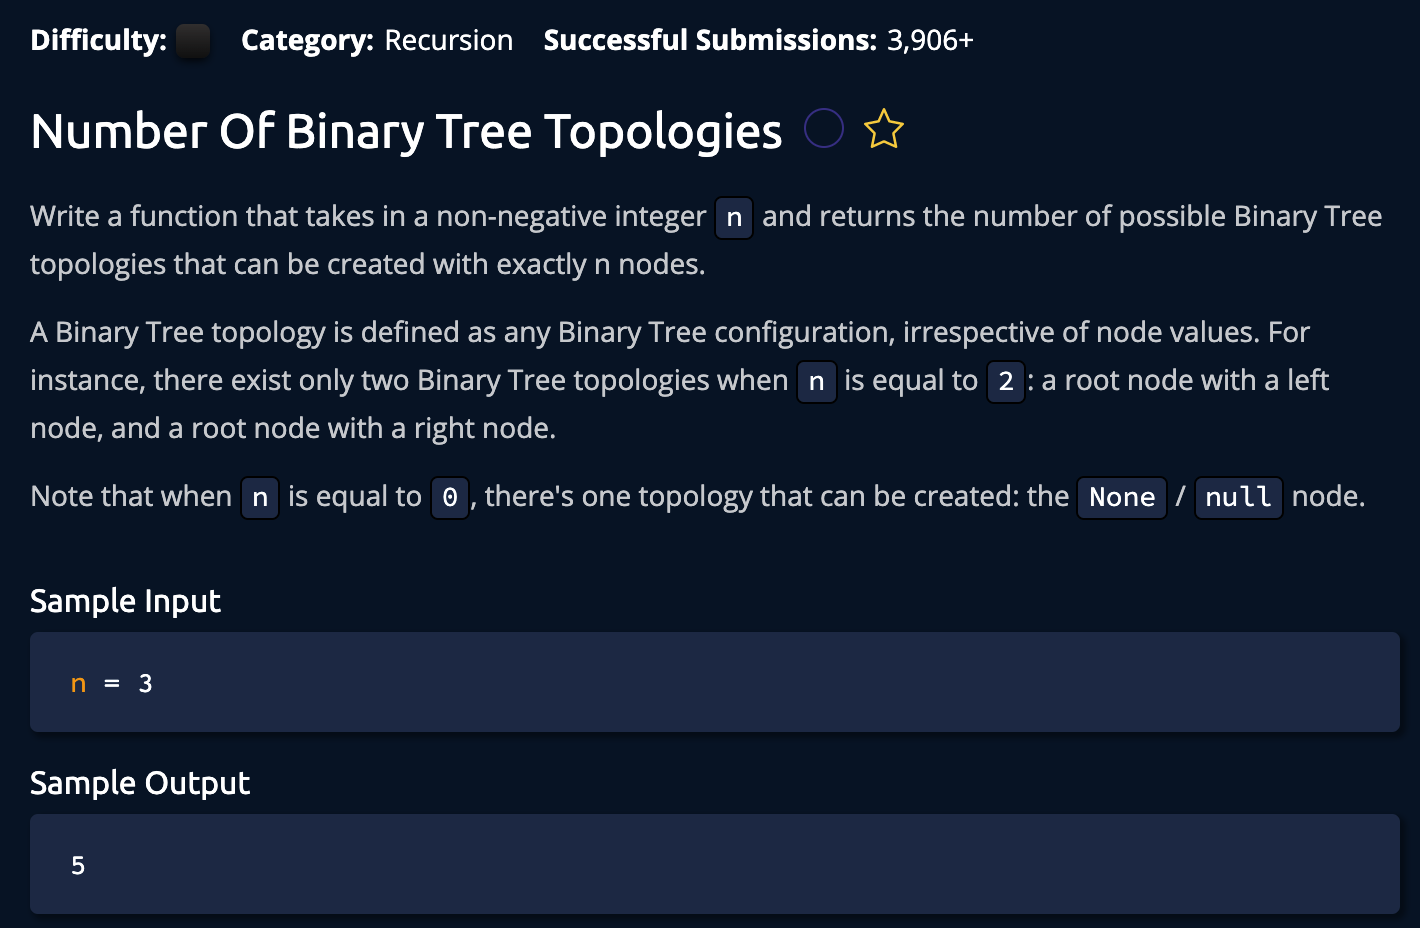 Difficulty: Category: Recursion Successful Submissions: 3,906+
Number Of Binary Tree Topologies
Write a function that takes in a non-negative integer n and returns the number of possible Binary Tree
topologies that can be created with exactly n nodes.
A Binary Tree topology is defined as any Binary Tree configuration, irrespective of node values. For
instance, there exist only two Binary Tree topologies when n is equal to 2: a root node with a left
node, and a root node with a right node.
Note that when n is equal to 0, there's one topology that can be created: the None / null node.
Sample Input
n = 3
Sample Output
5